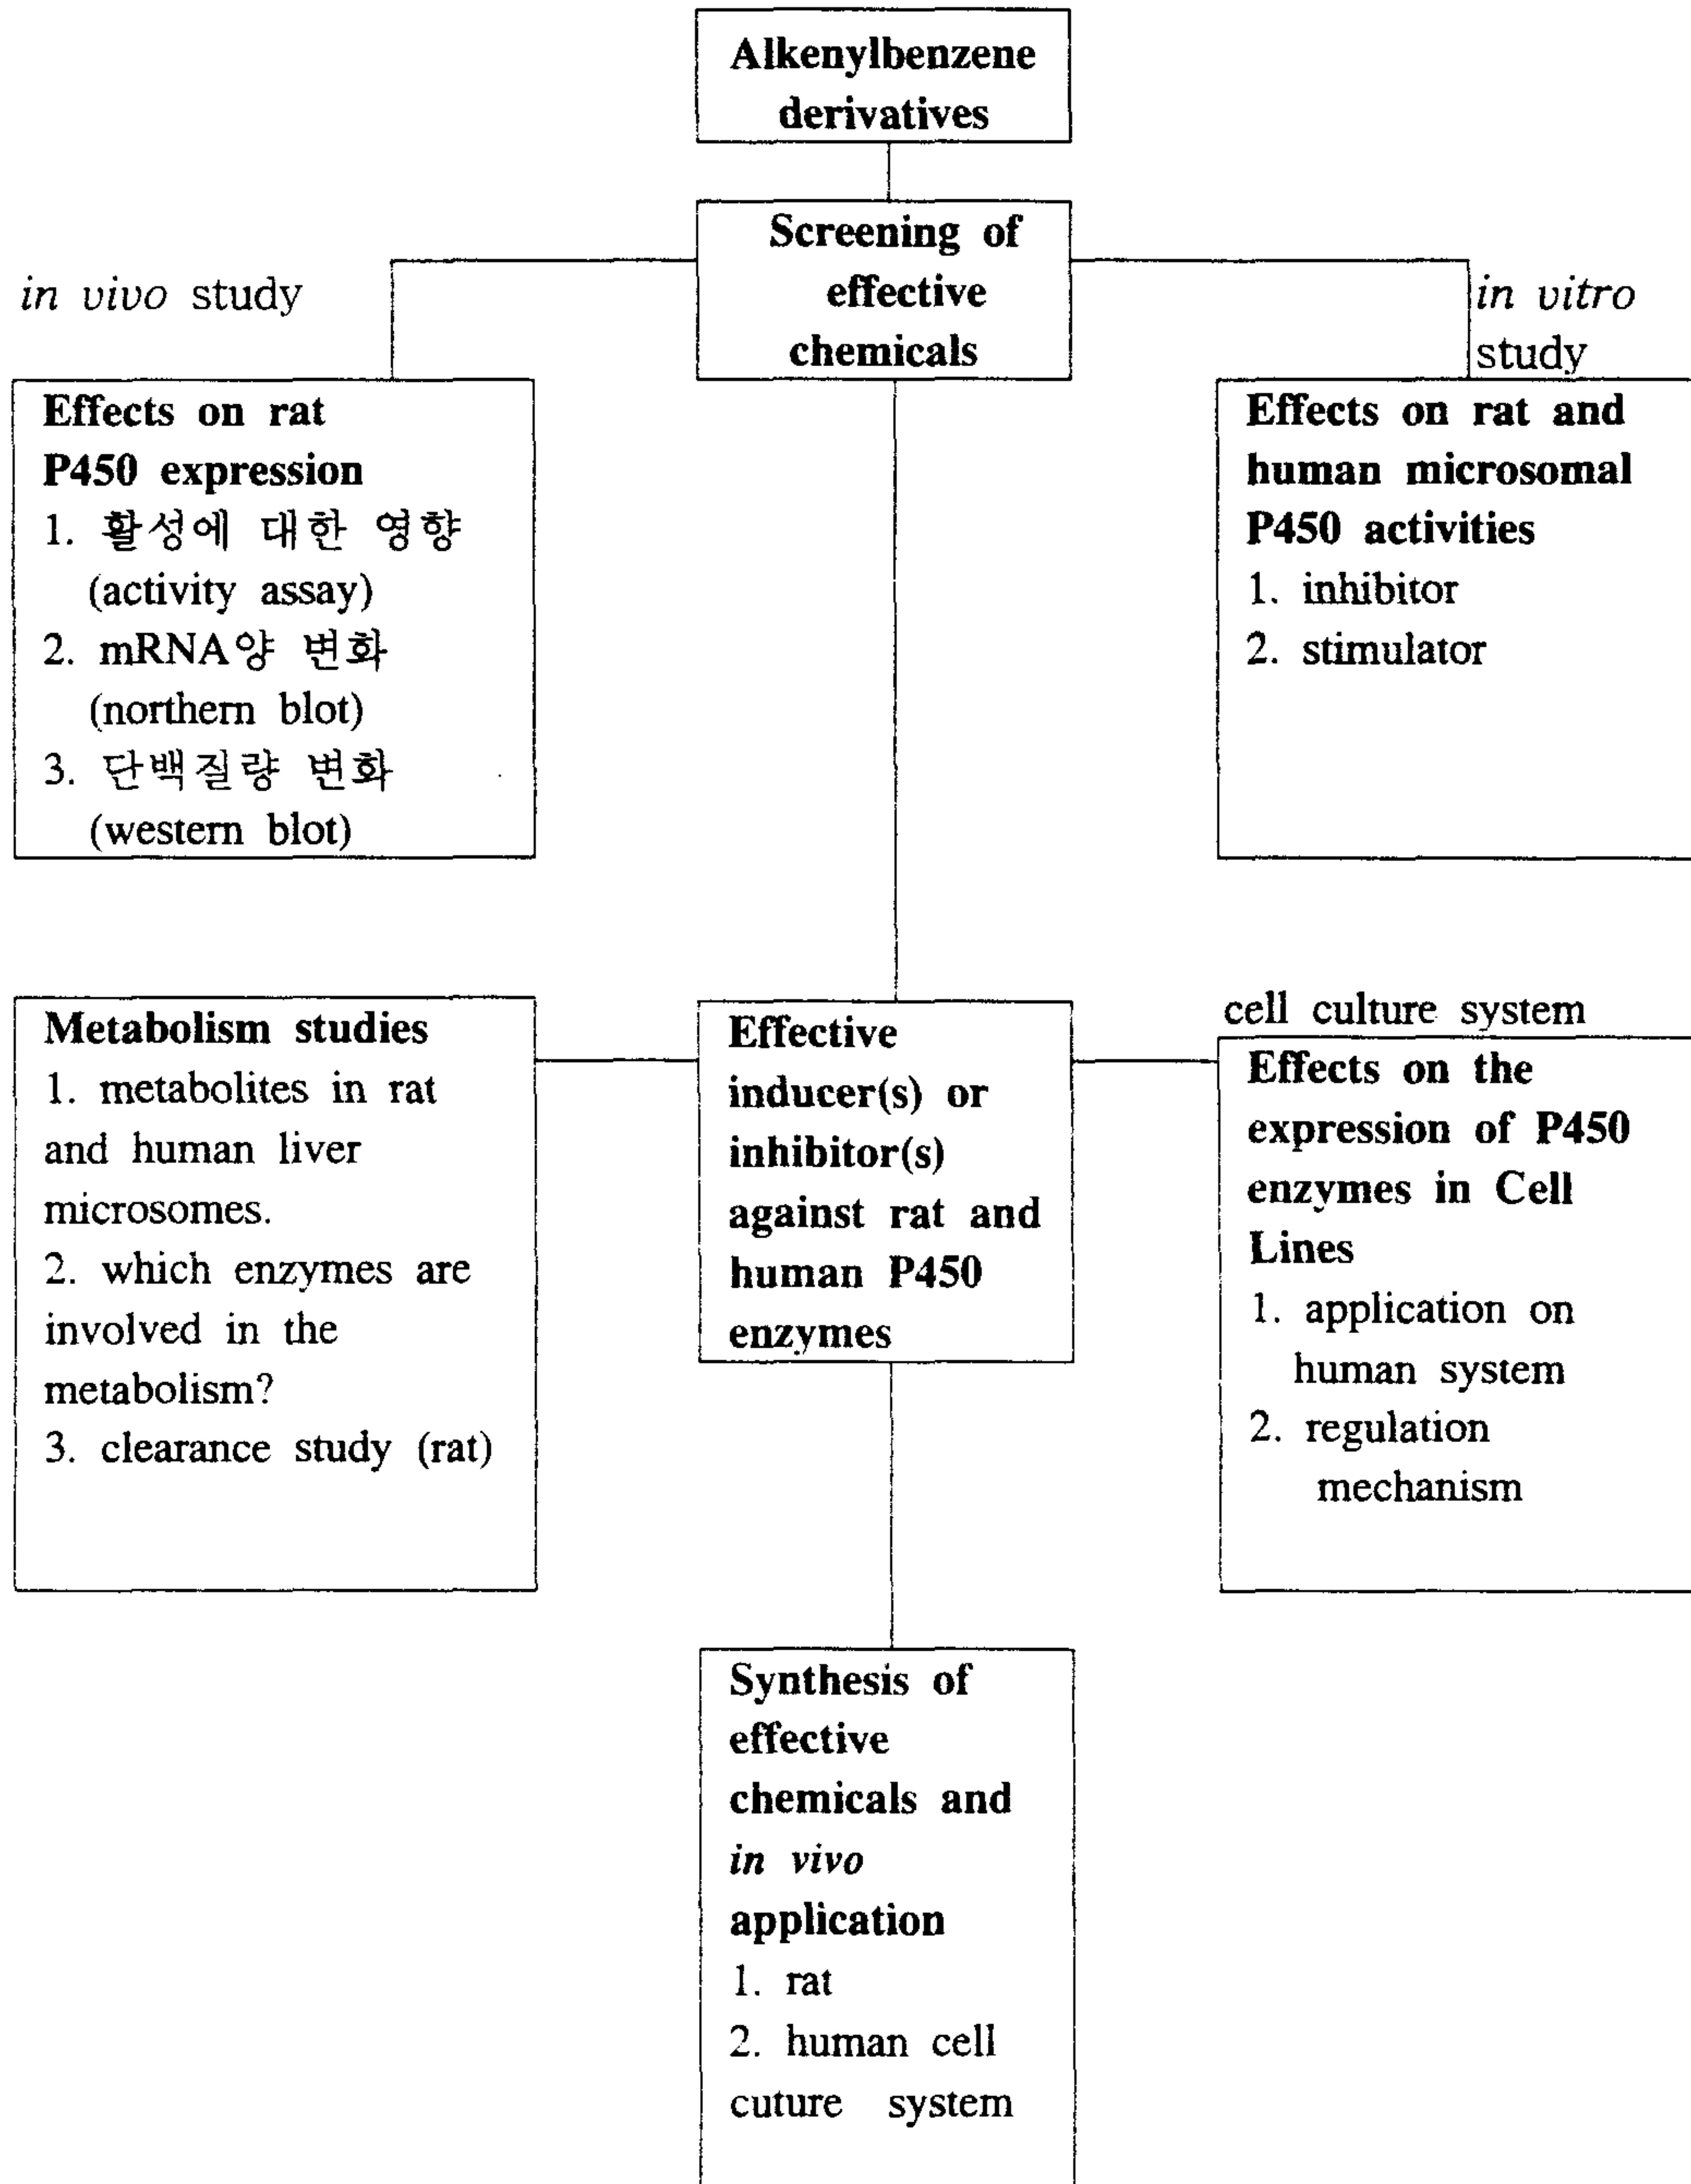 Alkenylbenzene
derivatives
Screening of
effective
chemicals
in vivo study
in vitro
study
Effects on rat
P450 expression
1. 활성에 대한 영향
(activity assay)
2. mRNA양 변화
(northern blot)
3. 단백질량 변화
(western blot)
Effects on rat and
human microsomal
P450 activities
1. inhibitor
2. stimulator
Metabolism studies
1. metabolites in rat
and human liver
microsomes.
2. which enzymes are
involved in the
metabolism?
3. clearance study (rat)
Effective
inducer(s) or
inhibitor(s)
against rat and
human P450
enzymes
cell culture system
Effects on the
expression of P450
enzymes in Cell
Lines
1. application on
human system
2. regulation
mechanism
Synthesis of
effective
chemicals and
in vivo
application
1. rat
2. human cell
cuture system